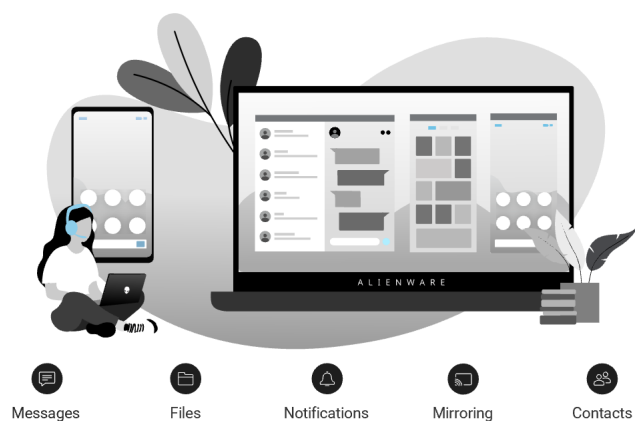 ALIENWARE
Messages
Files
Notifications
Mirroring
Contacts